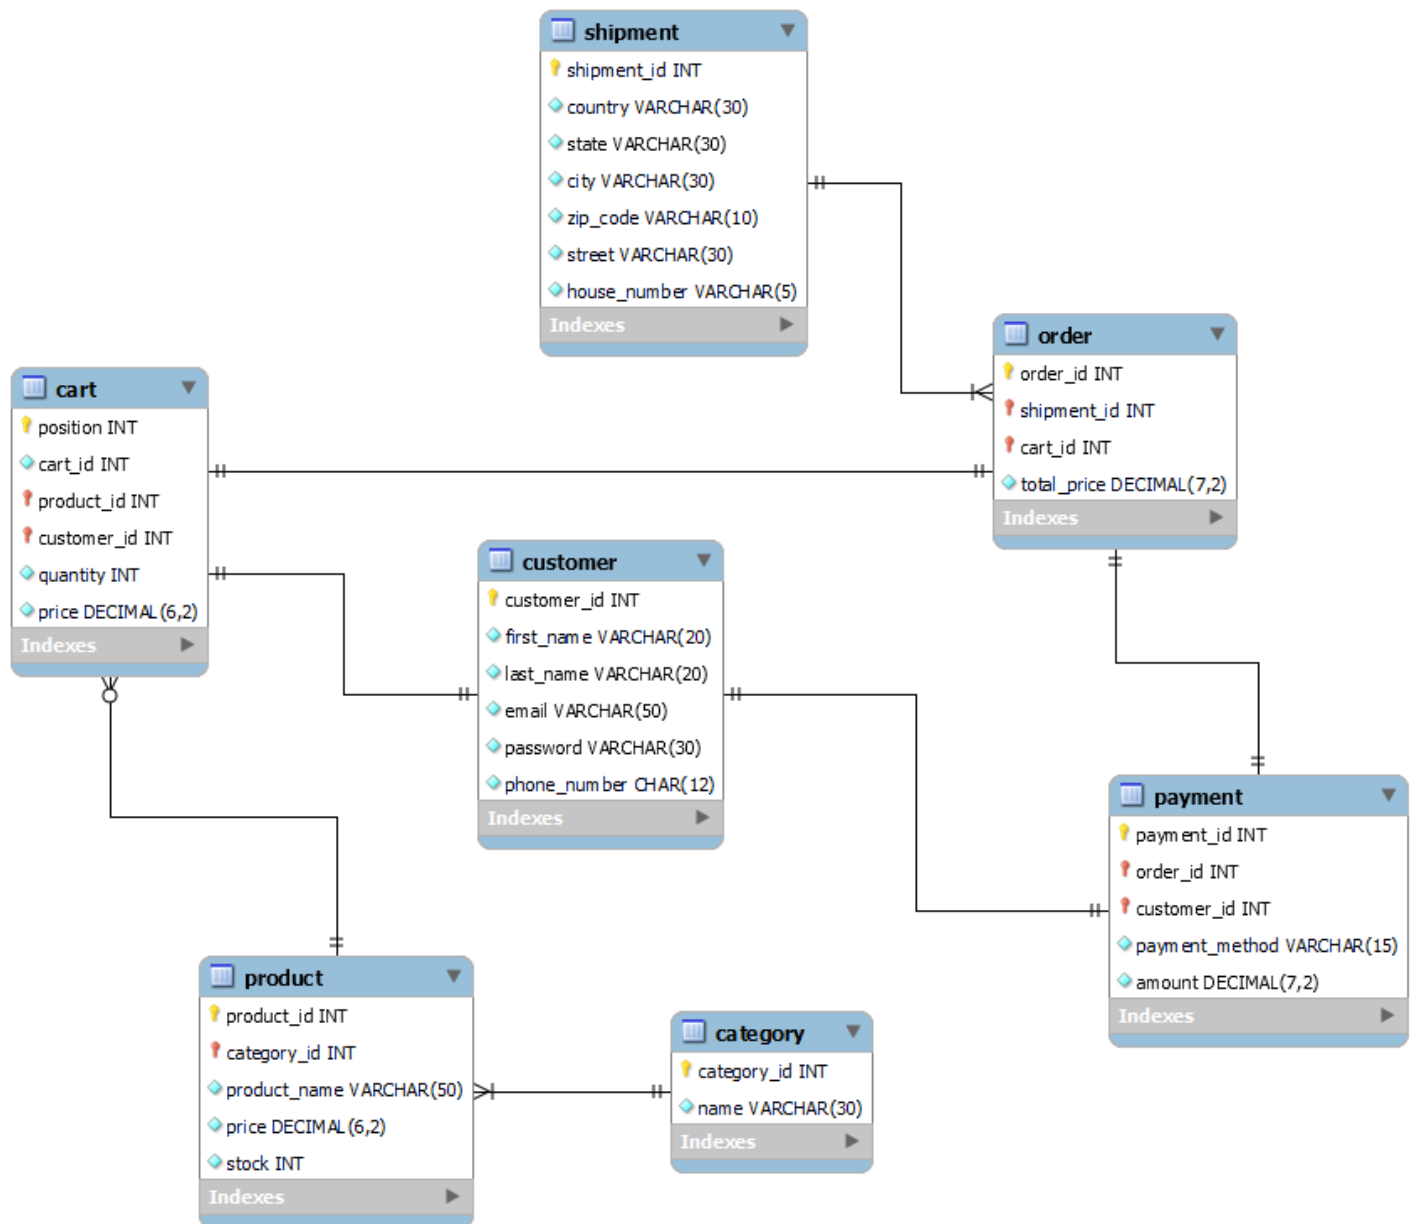 shipment
shipment_id INT
country VARCHAR(30)
state VARCHAR(30)
city VARCHAR(30)
zip_code VARCHAR(10)
street VARCHAR(30)
house_number VARCHAR(5)
Indexes
order
order_id INT
shipment_id INT
cart_id INT
total_price DECIMAL(7,2)
Indexes
cart
position INT
cart_id INT
product_id INT
customer_id INT
quantity INT
price DECIMAL(6,2)
Indexes
customer
customer_id INT
first_name VARCHAR(20)
last_name VARCHAR(20)
email VARCHAR(50)
password VARCHAR(30)
phone_number CHAR(12)
Indexes
payment
payment_id INT
order_id INT
customer_id INT
payment_method VARCHAR(15)
amount DECIMAL(7,2)
Indexes
product
product_id INT
category_id INT
product_name VARCHAR(50)
price DECIMAL(6,2)
stock INT
Indexes
category
category_id INT
name VARCHAR(30)
Indexes